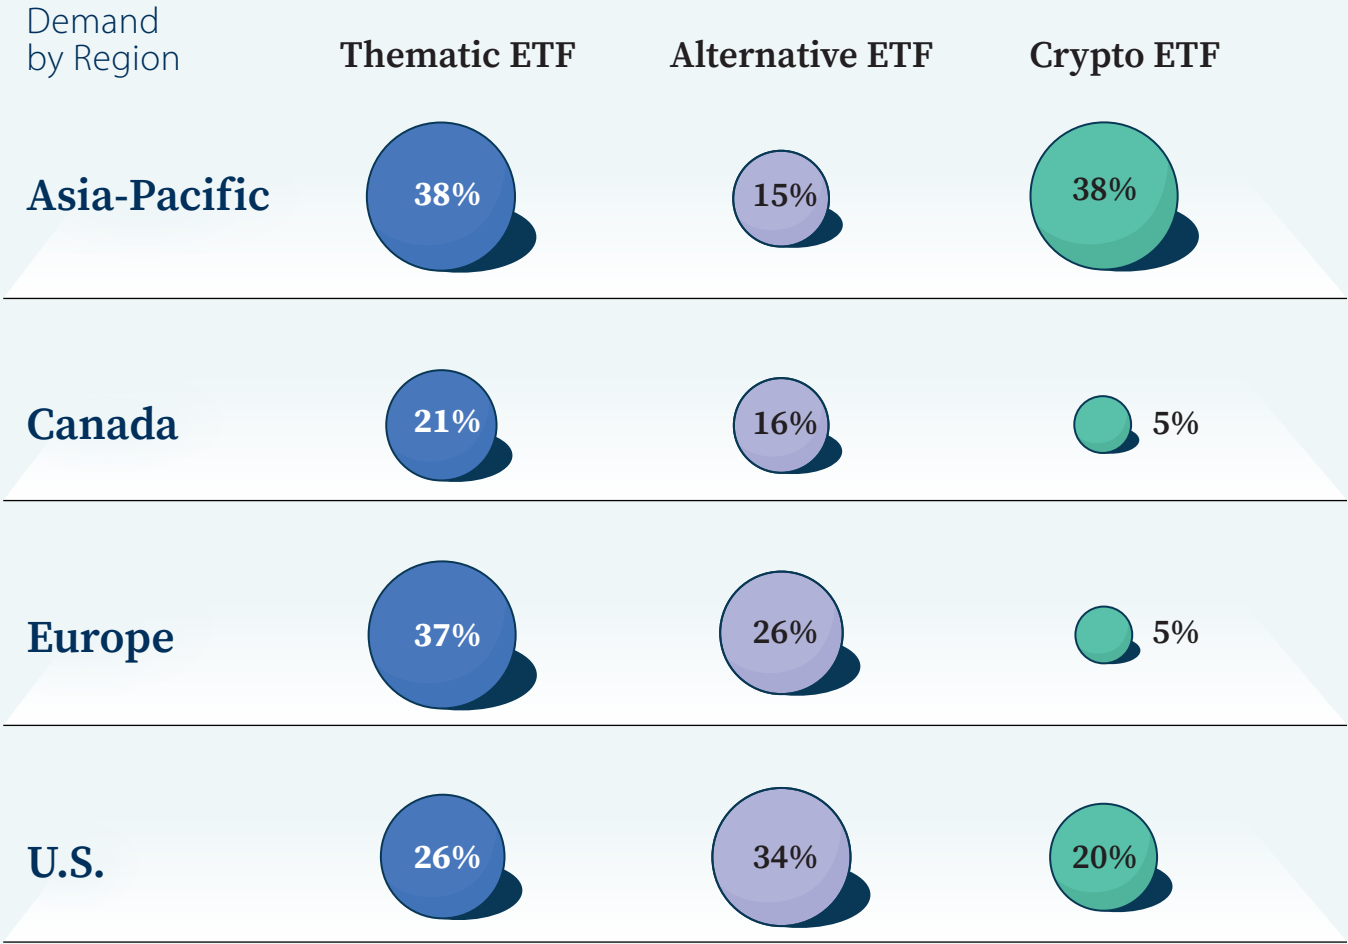 Demand
by Region
Thematic ETF Alternative ETF Crypto ETF
Asia-Pacific 38% 15% 38%
Canada 21% 16% 5%
Europe 37% 26% 5%
U.S. 26% 34% 20%